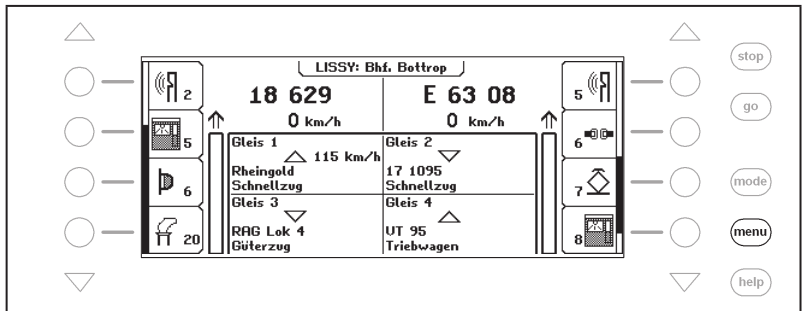 LISSY: Bhf. Bottrop
18 629
E 63 08
0 km/h
0 km/h
2
5
6
20
5
6
7
8
Gleis 1
115 km/h
Rheingold
Schnellzug
Gleis 2
17 1095
Schnellzug
Gleis 3
RAG Lok 4
Güterzug
Gleis 4
VT 95
Triebwagen
stop
go
mode
menu
help